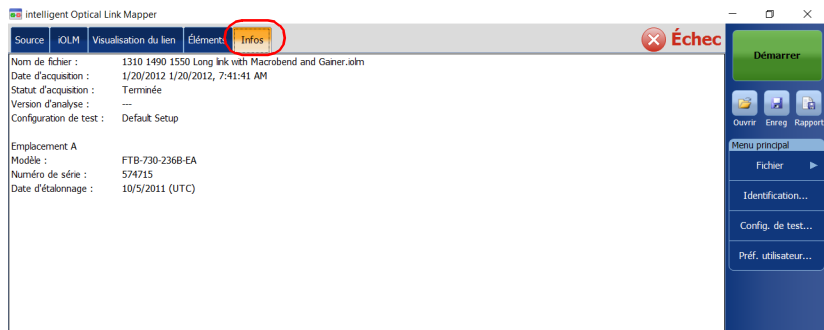 intelligent Optical Link Mapper
Source iOLM Visualisation du lien Éléments Infos
Échec
Nom de fichier : 1310 1490 1550 Long link with Macrobend and Gainer.iolm
Date d'acquisition : 1/20/2012 1/20/2012, 7:41:41 AM
Statut d'acquisition : Terminée
Version d'analyse : ---
Configuration de test : Default Setup
Emplacement A
Modèle : FTB-730-236B-EA
Numéro de série : 574715
Date d'étalonnage : 10/5/2011 (UTC)
Démarrer
Ouvrir Enreg Rapport
Menu principal
Fichier
Identification...
Config. de test...
Préf. utilisateur...